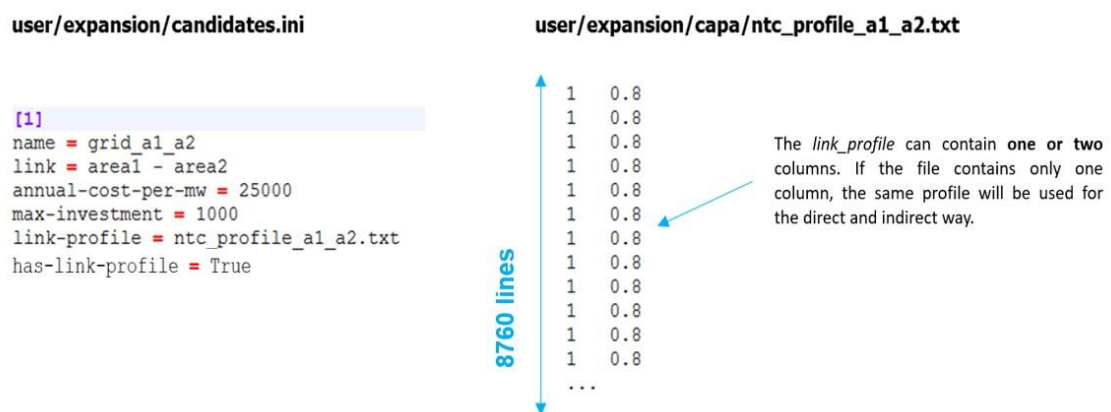 user/expansion/candidates.ini
[1]
name = grid_a1_a2
link = area1 - area2
annual-cost-per-mw = 25000
max-investment = 1000
link-profile = ntc_profile_a1_a2.txt
has-link-profile = True
user/expansion/capa/ntc_profile_a1_a2.txt
8760 lines
1 0.8
1 0.8
1 0.8
1 0.8
1 0.8
1 0.8
1 0.8
1 0.8
1 0.8
1 0.8
1 0.8
1 0.8
...
The link_profile can contain one or two
columns. If the file contains only one
column, the same profile will be used for
the direct and indirect way.